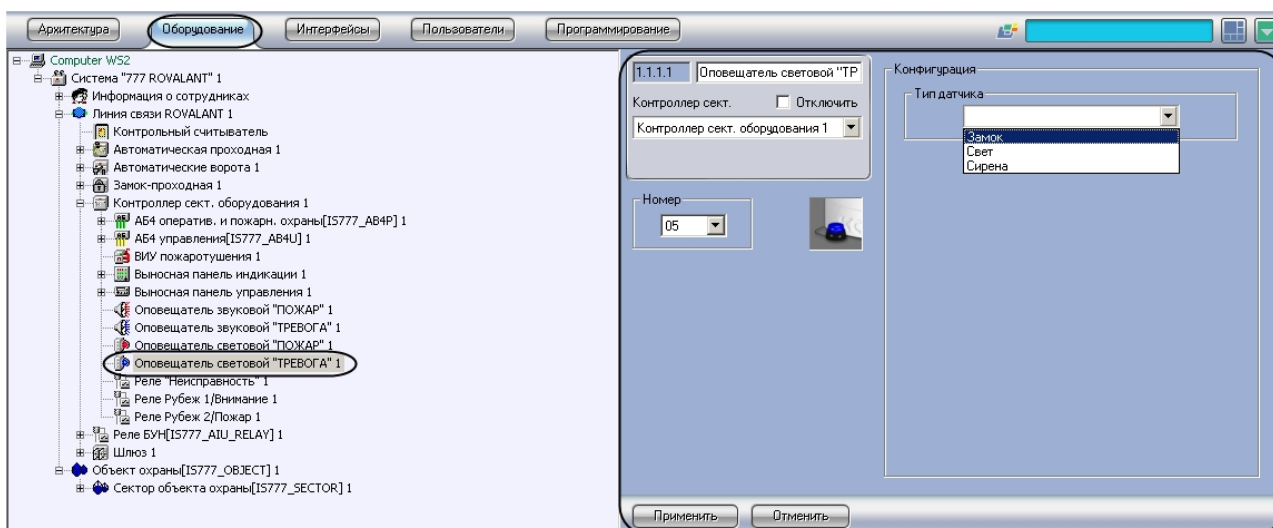 Архитектура Оборудование Интерфейсы Пользователи Программирование
Computer WS2
Система "777 ROVALANT" 1
Информация о сотрудниках
Линия связи ROVALANT 1
Контрольный считыватель
Автоматическая проходная 1
Автоматические ворота 1
Замок-проходная 1
Контроллер сект. оборудования 1
АБ4 оператив. и пожарн. охраны[IS777_AB4P] 1
АБ4 управления[IS777_AB4U] 1
ВИУ пожаротушения 1
Выносная панель индикации 1
Выносная панель управления 1
Оповещатель звуковой "ПОЖАР" 1
Оповещатель звуковой "ТРЕВОГА" 1
Оповещатель световой "ПОЖАР" 1
Оповещатель световой "ТРЕВОГА" 1
Реле "Неисправность" 1
Реле Рубеж 1/Внимание 1
Реле Рубеж 2/Пожар 1
Реле БУН[IS777_AIU_RELAY] 1
Шлюз 1
Объект охраны[IS777_OBJECT] 1
Сектор объекта охраны[IS777_SECTOR] 1
1.1.1.1 Оповещатель световой "ТР
Контроллер сект. Отключить
Контроллер сект. оборудования 1
Номер
05
Конфигурация
Тип датчика
Замок
Свет
Сирена
Применить Отменить